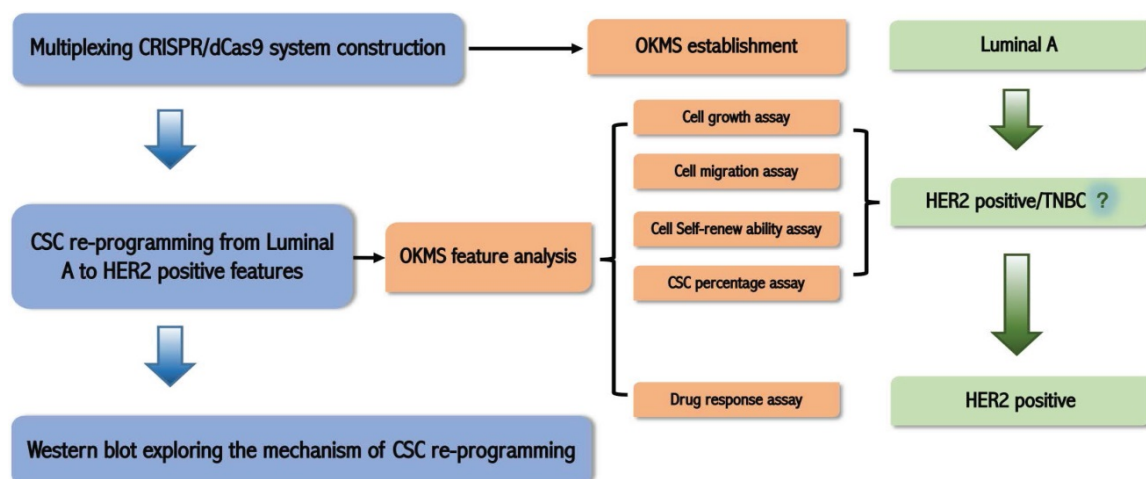 Multiplexing CRISPR/dCas9 system construction
OKMS establishment
Luminal A
Cell growth assay
Cell migration assay
HER2 positive/TNBC ?
CSC re-programming from Luminal
A to HER2 positive features
OKMS feature analysis
Cell Self-renew ability assay
CSC percentage assay
Drug response assay
HER2 positive
Western blot exploring the mechanism of CSC re-programming